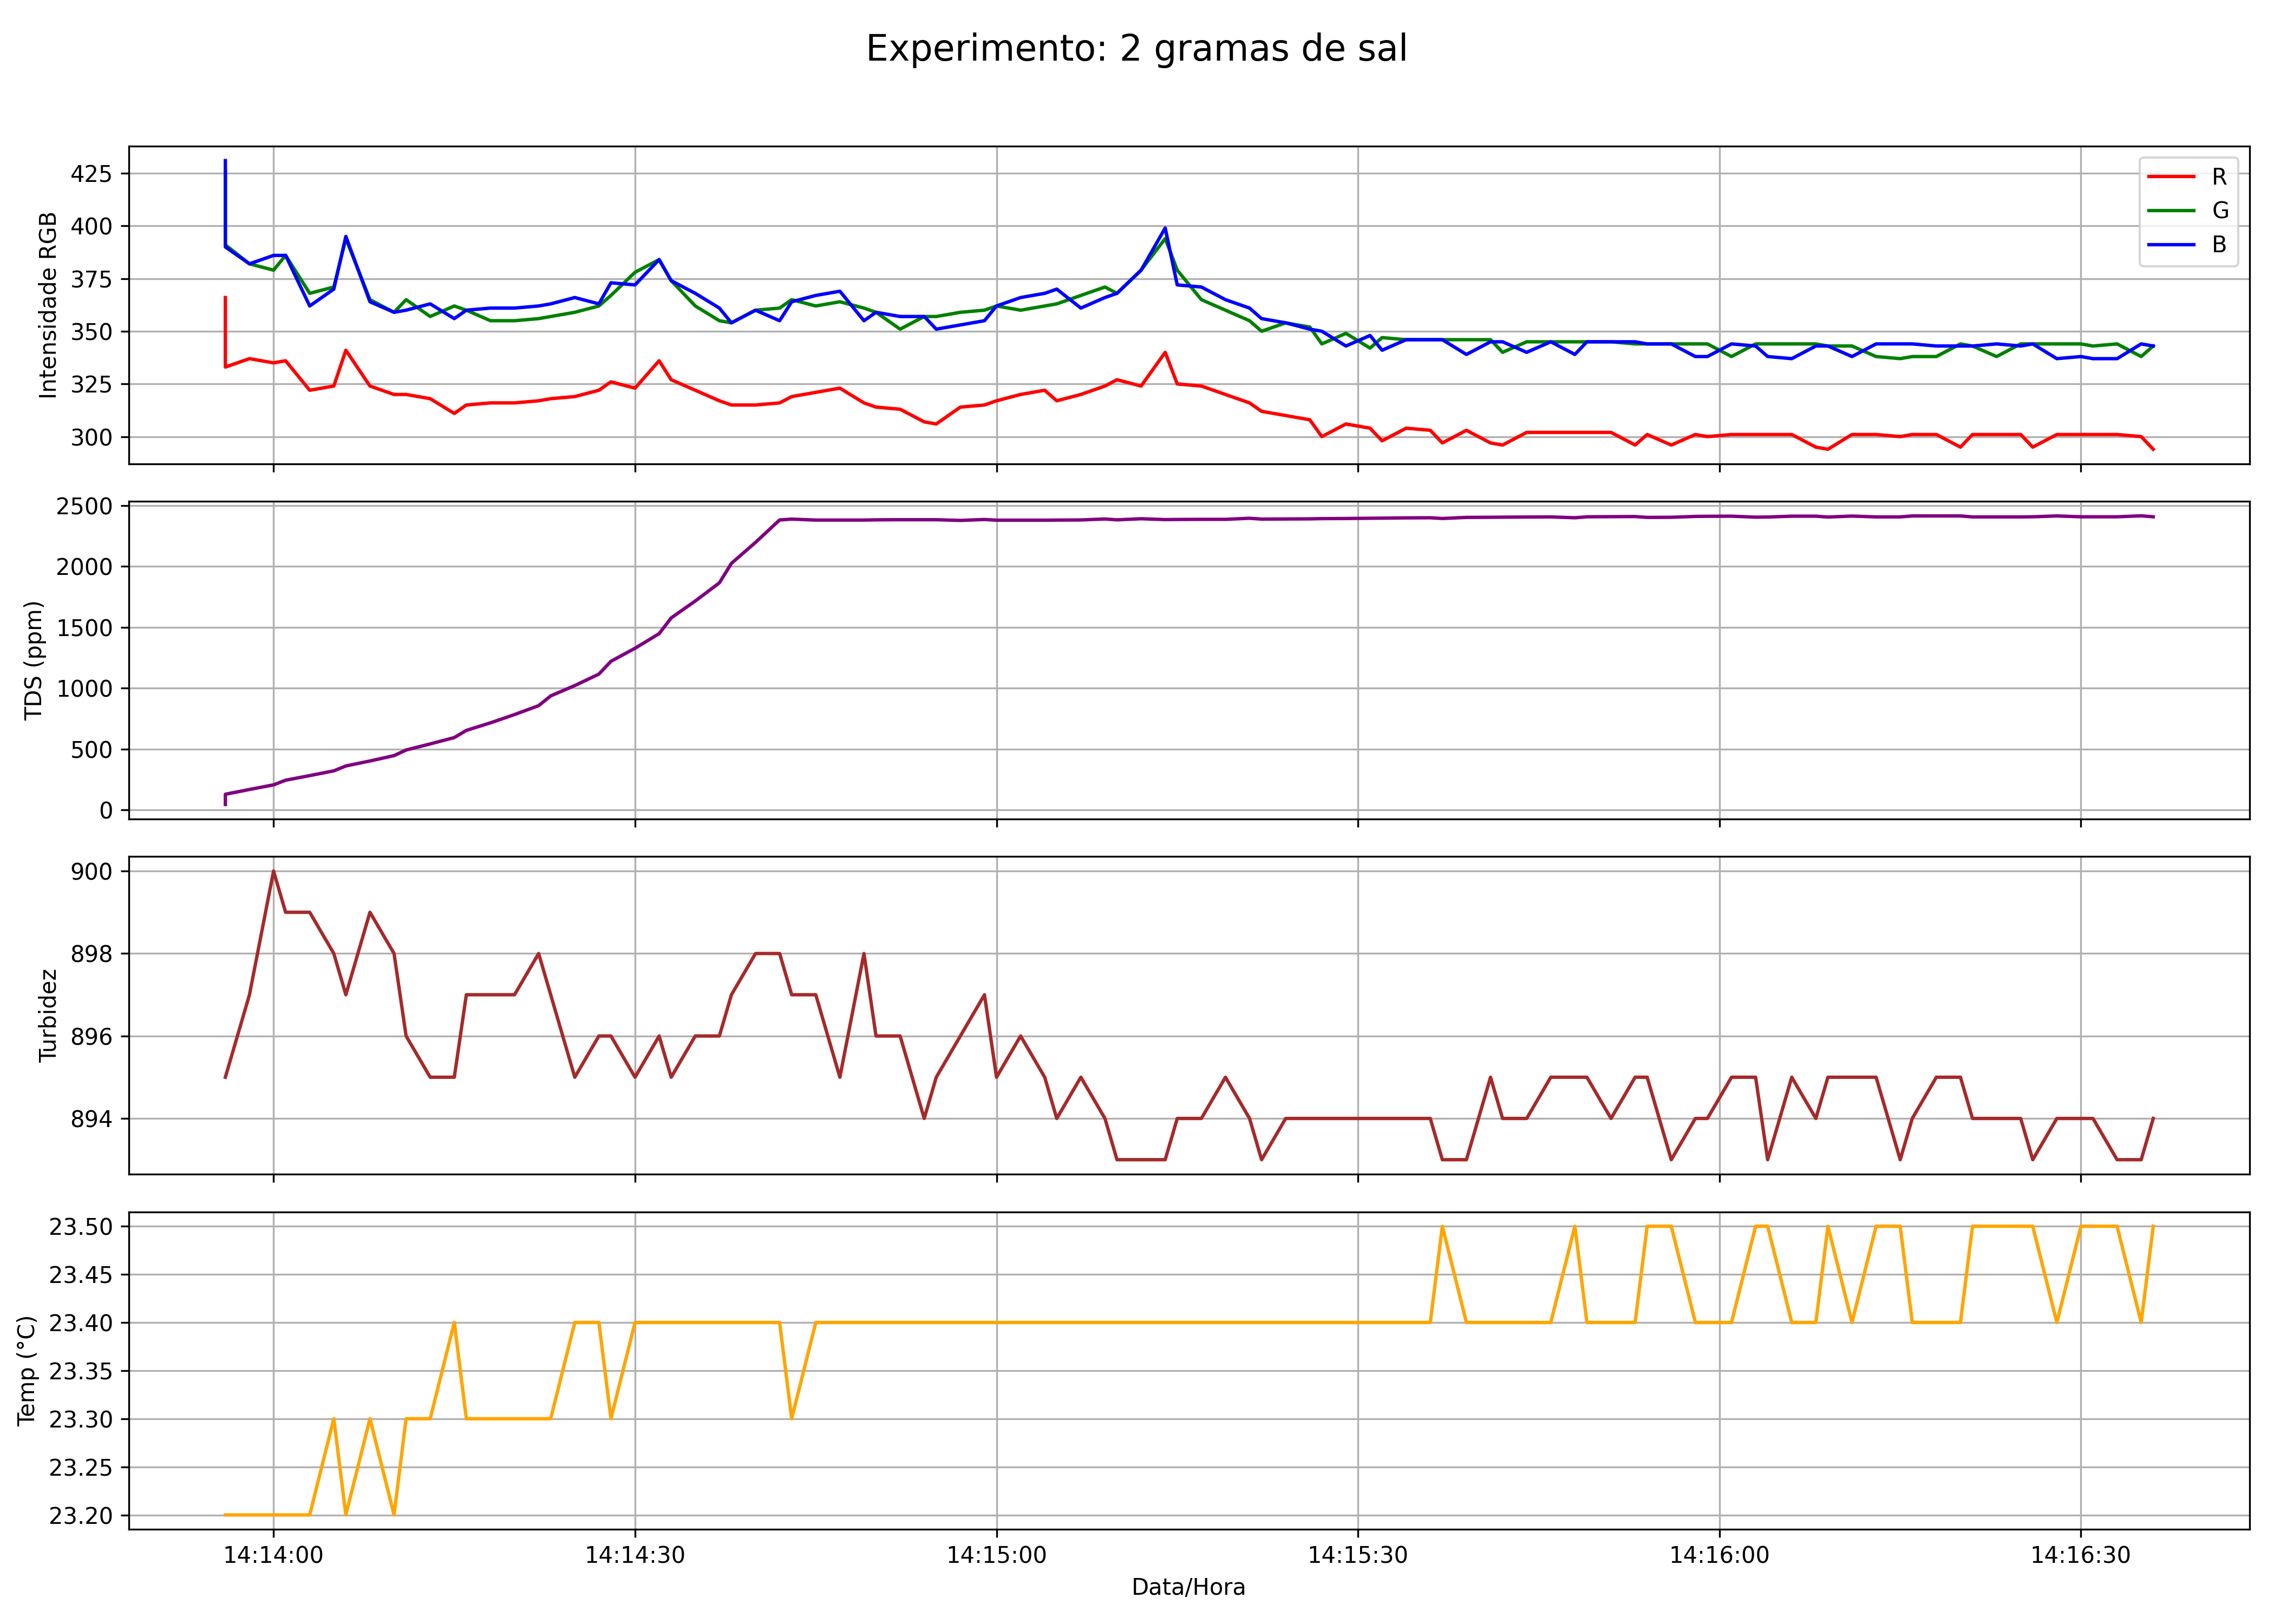 Experimento: 2 gramas de sal
Intensidade RGB
425
400
375
350
325
300
R
G
B
TDS (ppm)
2500
2000
1500
1000
500
0
Turbidez
900
898
896
894
Temp (°C)
23.50
23.45
23.40
23.35
23.30
23.25
23.20
14:14:00 14:14:30 14:15:00 14:15:30 14:16:00 14:16:30
Data/Hora